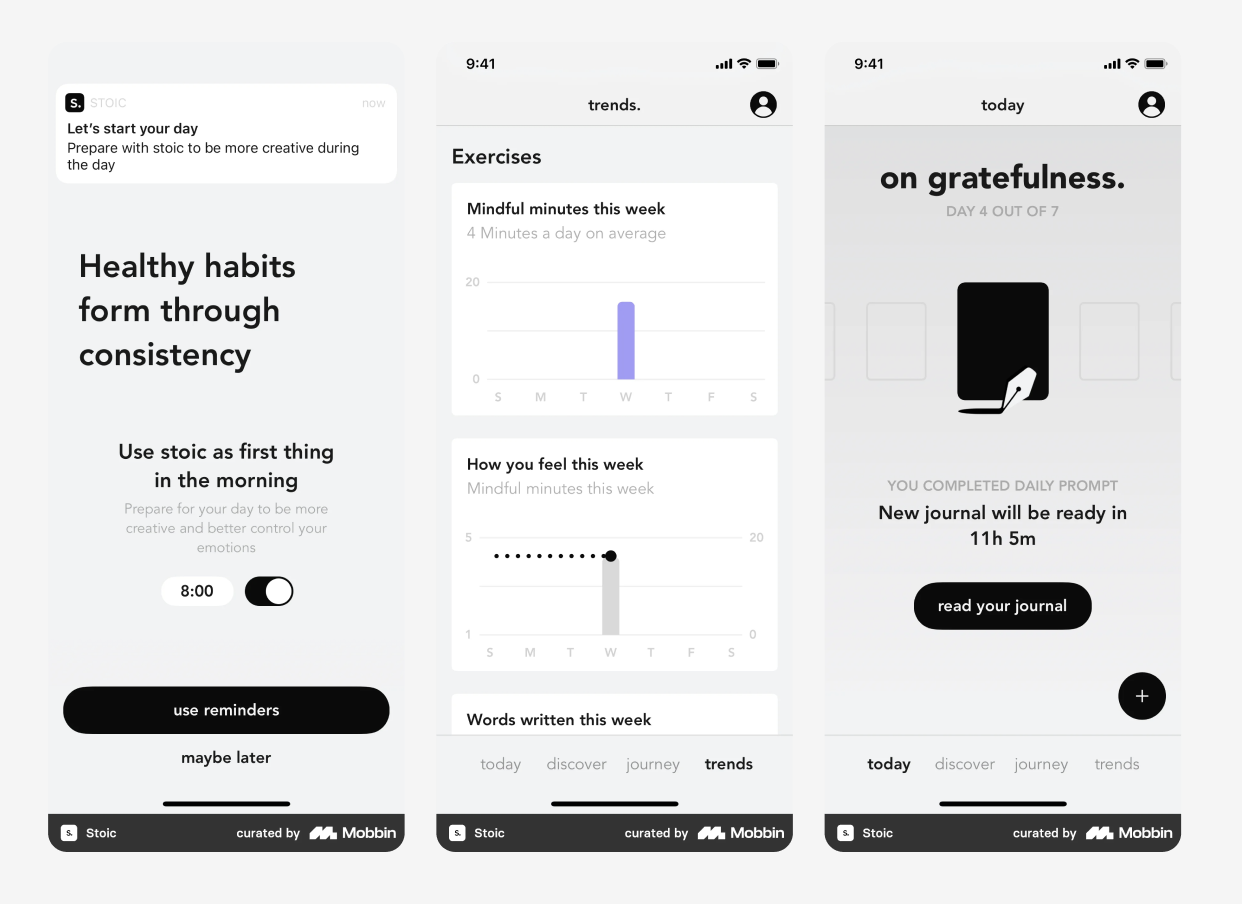 S. STOIC now
Let's start your day
Prepare with stoic to be more creative during
the day
Healthy habits
form through
consistency
Use stoic as first thing
in the morning
Prepare for your day to be more
creative and better control your
emotions
8:00
use reminders
maybe later
S. Stoic curated by Mobbin
9:41
trends.
Exercises
Mindful minutes this week
4 Minutes a day on average
20
0
S M T W T F S
How you feel this week
Mindful minutes this week
5 20
1 0
S M T W T F S
Words written this week
today discover journey trends
S. Stoic curated by Mobbin
9:41
today
on gratefulness.
DAY 4 OUT OF 7
YOU COMPLETED DAILY PROMPT
New journal will be ready in
11h 5m
read your journal
+
today discover journey trends
S. Stoic curated by Mobbin